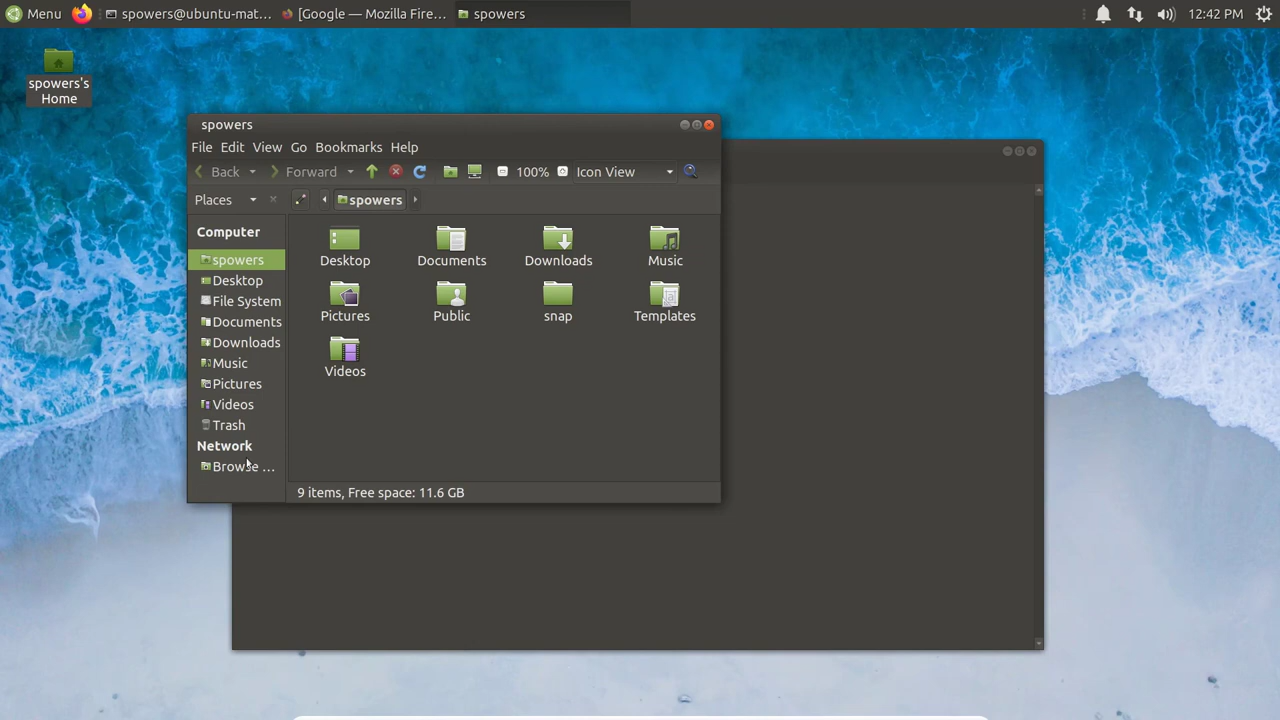 Menu spowers@ubuntu-mat... [Google — Mozilla Fire... spowers 12:42 PM
spowers's
Home
spowers
File Edit View Go Bookmarks Help
Back Forward 100% Icon View
Places spowers
Computer
spowers
Desktop
File System
Documents
Downloads
Music
Pictures
Videos
Trash
Network
Browse ...
Desktop Documents Downloads Music
Pictures Public snap Templates
Videos
9 items, Free space: 11.6 GB